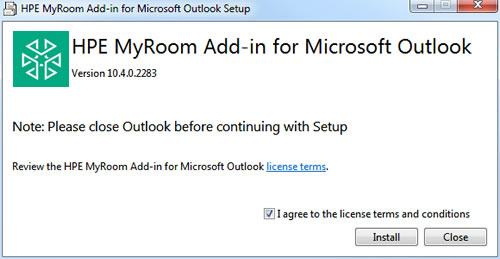 HPE MyRoom Add-in for Microsoft Outlook Setup
HPE MyRoom Add-in for Microsoft Outlook
Version 10.4.0.2283
Note: Please close Outlook before continuing with Setup
Review the HPE MyRoom Add-in for Microsoft Outlook license terms.
I agree to the license terms and conditions
Install Close